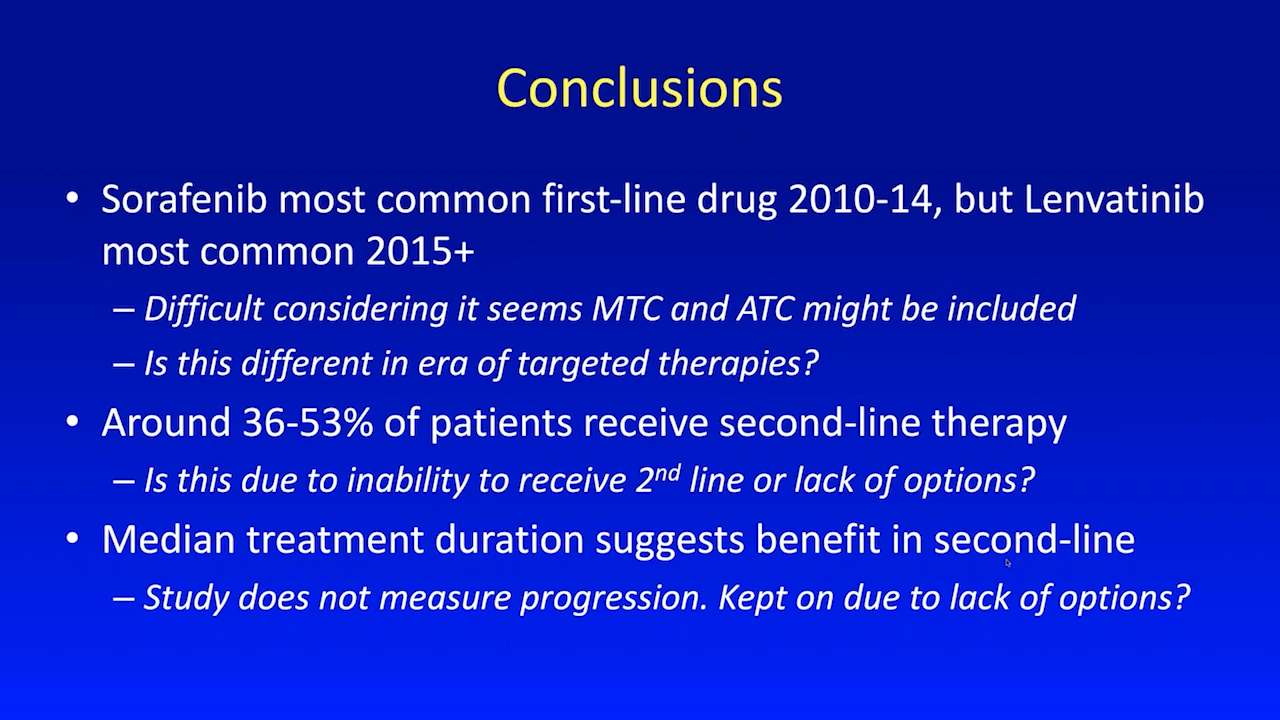 Conclusions
• Sorafenib most common first-line drug 2010-14, but Lenvatinib
most common 2015+
– Difficult considering it seems MTC and ATC might be included
– Is this different in era of targeted therapies?
• Around 36-53% of patients receive second-line therapy
– Is this due to inability to receive 2nd line or lack of options?
• Median treatment duration suggests benefit in second-line
– Study does not measure progression. Kept on due to lack of options?